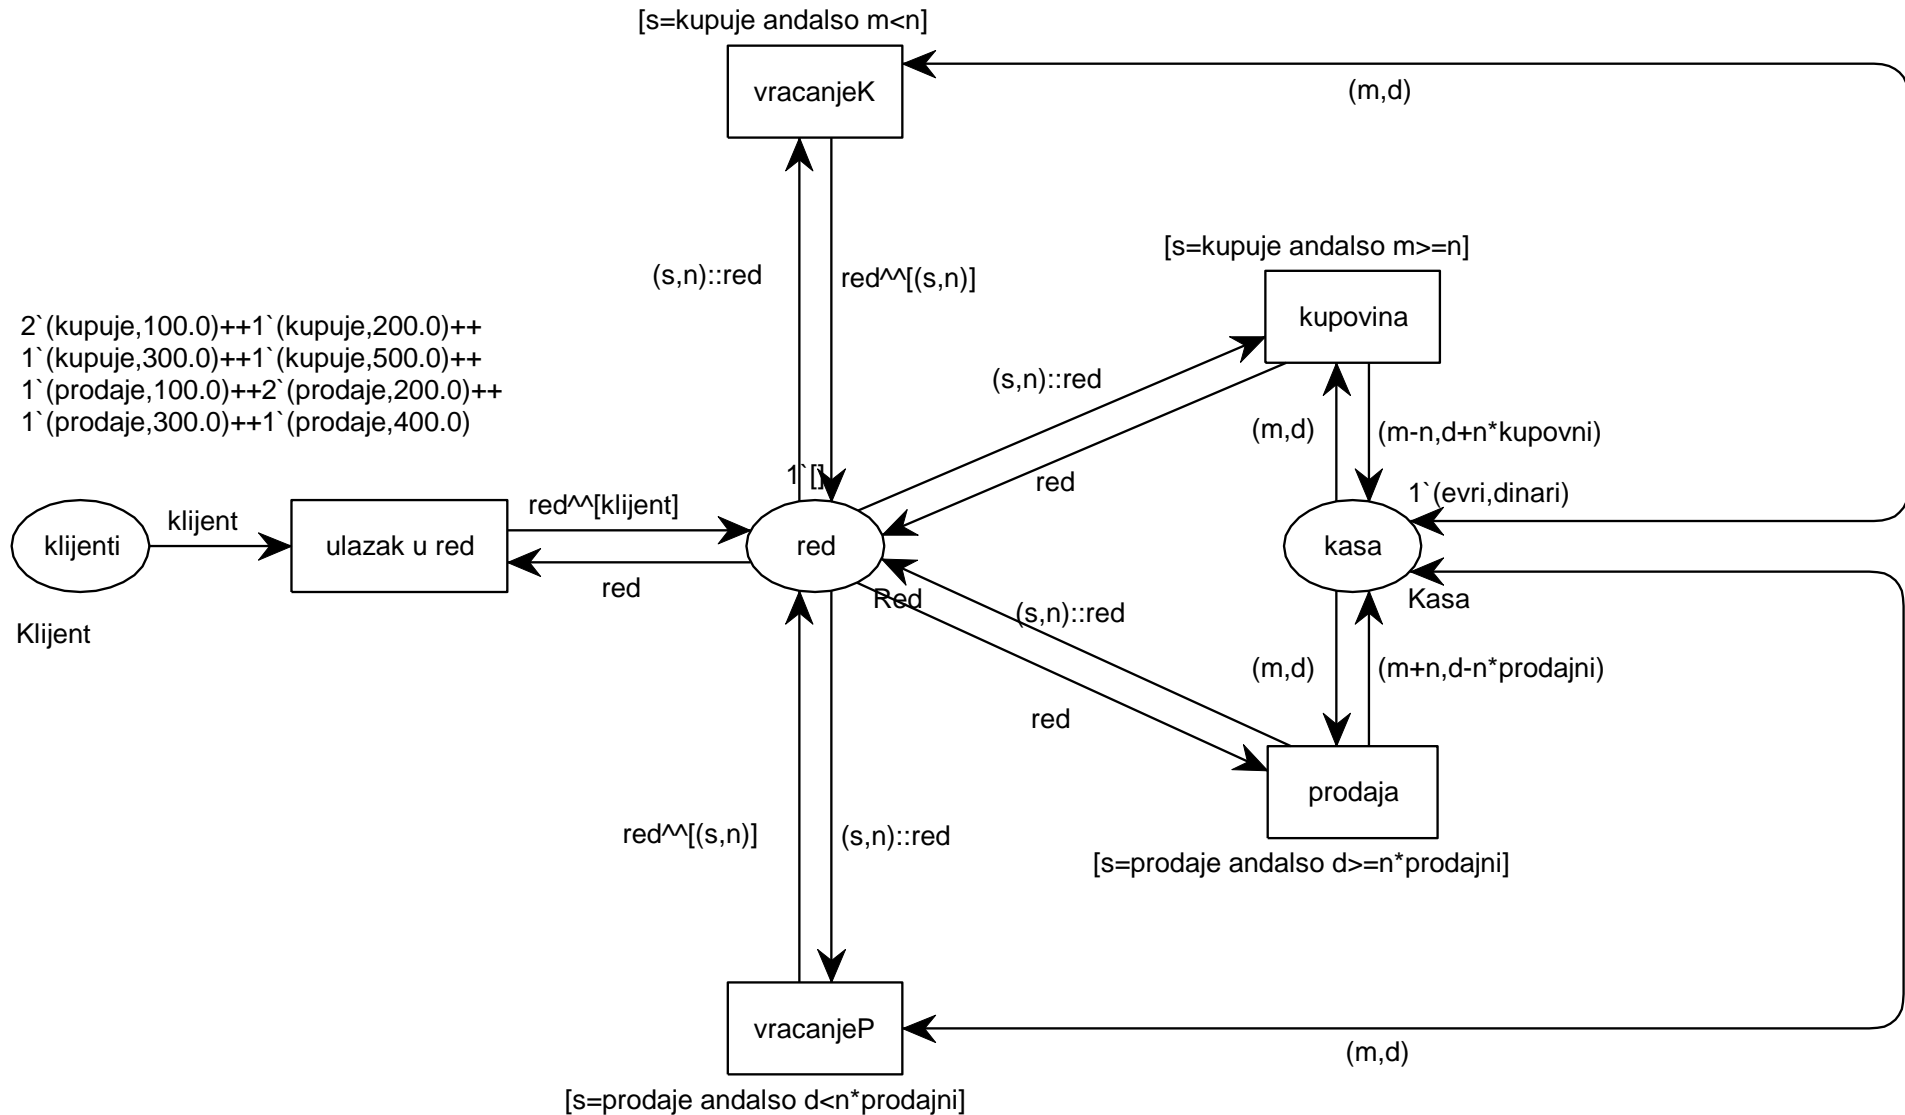 [s=kupuje andalso m<n]
vracanjeK
(m,d)
[s=kupuje andalso m>=n]
(s,n)::red
red^^[(s,n)]
kupovina
2`(kupuje,100.0)++1`(kupuje,200.0)++
1`(kupuje,300.0)++1`(kupuje,500.0)++
1`(prodaje,100.0)++2`(prodaje,200.0)++
1`(prodaje,300.0)++1`(prodaje,400.0)
(s,n)::red
(m,d)
(m-n,d+n*kupovni)
1`[]
red
1`(evri,dinari)
klijent
red^^[klijent]
klijenti
ulazak u red
red
kasa
red
Red
Kasa
(s,n)::red
Klijent
(m,d)
(m+n,d-n*prodajni)
red
prodaja
red^^[(s,n)]
(s,n)::red
[s=prodaje andalso d>=n*prodajni]
vracanjeP
(m,d)
[s=prodaje andalso d<n*prodajni]